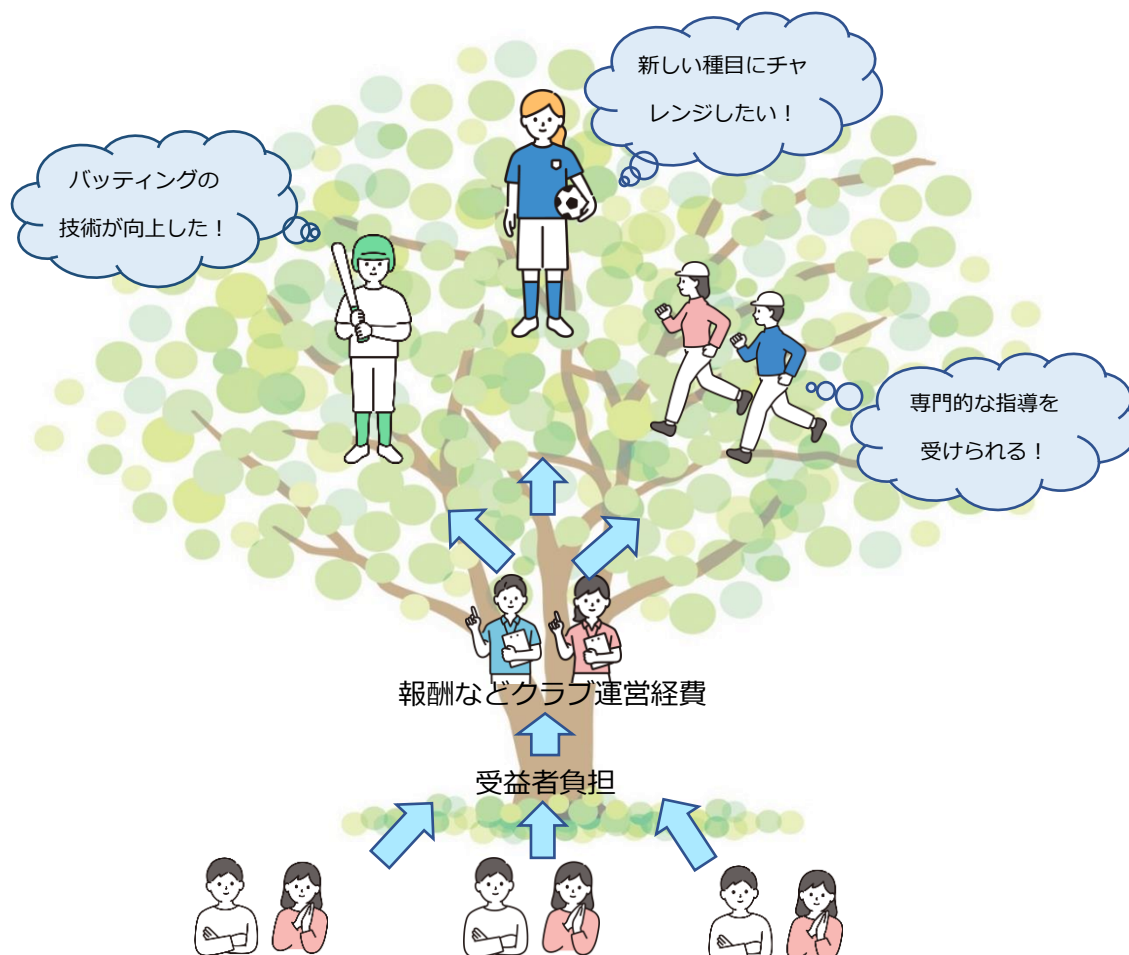 新しい種目にチャ
レンジしたい！
バッティングの
技術が向上した！
専門的な指導を
受けられる！
報酬などクラブ運営経費
受益者負担